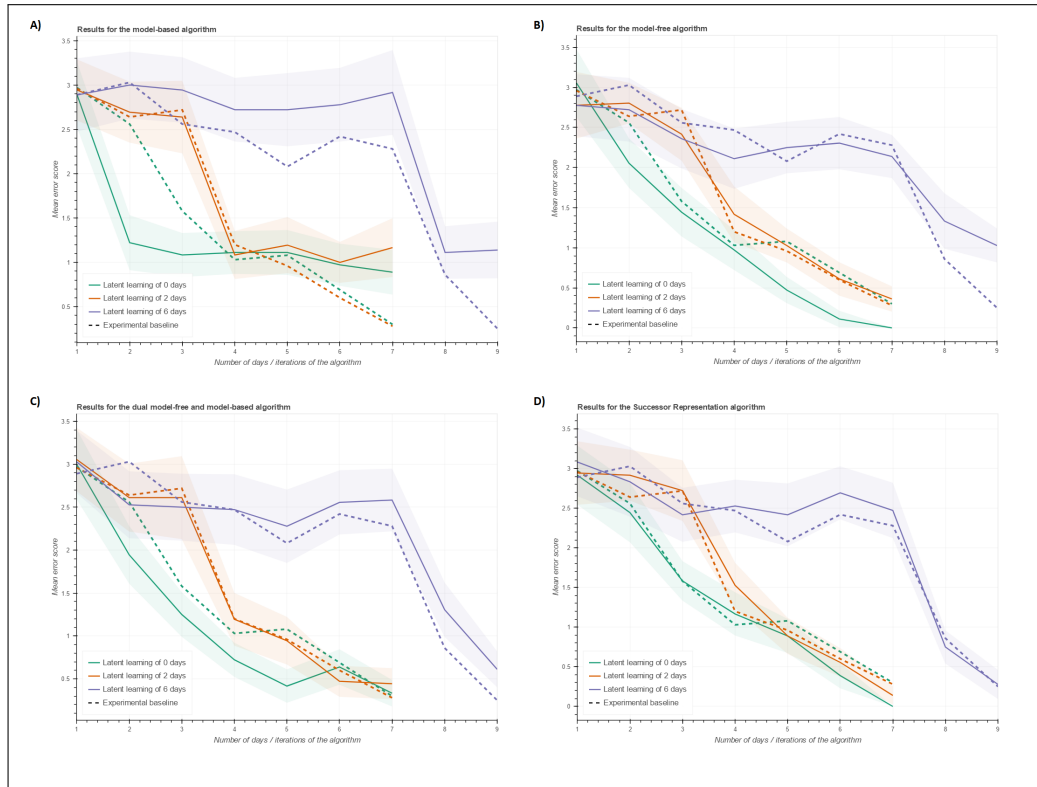 A)
Results for the model-based algorithm
3.5
3
2.5
2
1.5
1
0.5
Mean error score
Latent learning of 0 days
Latent learning of 2 days
Latent learning of 6 days
Experimental baseline
1 2 3 4 5 6 7 8 9
Number of days / iterations of the algorithm
B)
Results for the model-free algorithm
3.5
3
2.5
2
1.5
1
0.5
0
Mean error score
Latent learning of 0 days
Latent learning of 2 days
Latent learning of 6 days
Experimental baseline
1 2 3 4 5 6 7 8 9
Number of days / iterations of the algorithm
C)
Results for the dual model-free and model-based algorithm
3.5
3
2.5
2
1.5
1
0.5
Mean error score
Latent learning of 0 days
Latent learning of 2 days
Latent learning of 6 days
Experimental baseline
1 2 3 4 5 6 7 8 9
Number of days / iterations of the algorithm
D)
Results for the Successor Representation algorithm
3.5
3
2.5
2
1.5
1
0.5
0
Mean error score
Latent learning of 0 days
Latent learning of 2 days
Latent learning of 6 days
Experimental baseline
1 2 3 4 5 6 7 8 9
Number of days / iterations of the algorithm